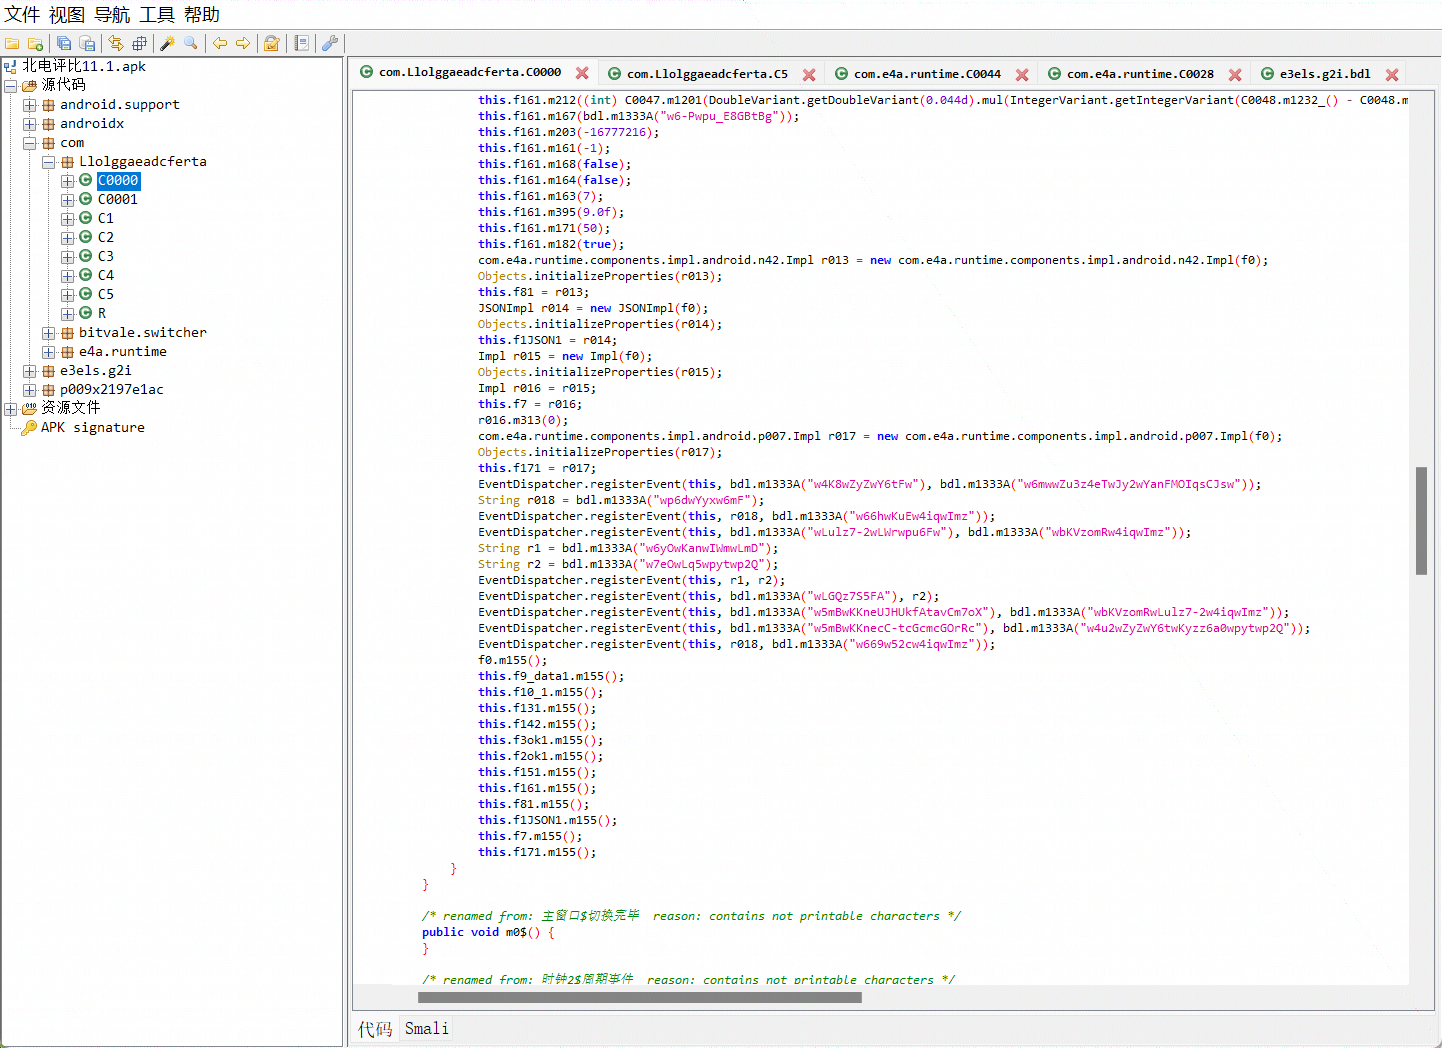 文件 视图 导航 工具 帮助
北电评比11.1.apk
源代码
android.support
androidx
com
Llolggaeadcferta
C0000
C0001
C1
C2
C3
C4
C5
R
bitvale.switcher
e4a.runtime
e3els.g2i
p009x2197e1ac
资源文件
APK signature
com.Llolggaeadcferta.C0000
com.Llolggaeadcferta.C5
com.e4a.runtime.C0044
com.e4a.runtime.C0028
e3els.g2i.bdl
this.f161.m212((int) C0047.m1201(DoubleVariant.getDoubleVariant(0.044d).mul(IntegerVariant.getIntegerVariant(C0048.m1232_() - C0048.m
this.f161.m167(bdl.m1333A("w6-Pwpu_E8GBtBg"));
this.f161.m203(-16777216);
this.f161.m161(-1);
this.f161.m168(false);
this.f161.m164(false);
this.f161.m163(7);
this.f161.m395(9.0f);
this.f161.m171(50);
this.f161.m182(true);
com.e4a.runtime.components.impl.android.n42.Impl r013 = new com.e4a.runtime.components.impl.android.n42.Impl(f0);
Objects.initializeProperties(r013);
this.f81 = r013;
JSONImpl r014 = new JSONImpl(f0);
Objects.initializeProperties(r014);
this.f1JSON1 = r014;
Impl r015 = new Impl(f0);
Objects.initializeProperties(r015);
Impl r016 = r015;
this.f7 = r016;
r016.m313(0);
com.e4a.runtime.components.impl.android.p007.Impl r017 = new com.e4a.runtime.components.impl.android.p007.Impl(f0);
Objects.initializeProperties(r017);
this.f171 = r017;
EventDispatcher.registerEvent(this, bdl.m1333A("w4K8wZyZwY6tFw"), bdl.m1333A("w6mwwZu3z4eTwJy2wYanFMOIqsCJsw"));
String r018 = bdl.m1333A("wp6dwYyxw6mF");
EventDispatcher.registerEvent(this, r018, bdl.m1333A("w66hwKuEw4iqwImz"));
EventDispatcher.registerEvent(this, bdl.m1333A("wLulz7-2wLWrwpu6Fw"), bdl.m1333A("wbKVzomRw4iqwImz"));
String r1 = bdl.m1333A("w6yOwKanwIWmwLmD");
String r2 = bdl.m1333A("w7eOwLq5wpytwp2Q");
EventDispatcher.registerEvent(this, r1, r2);
EventDispatcher.registerEvent(this, bdl.m1333A("wLGQz7S5FA"), r2);
EventDispatcher.registerEvent(this, bdl.m1333A("w5mBwKKneUJHUkfAtavCm7oX"), bdl.m1333A("wbKVzomRwLulz7-2w4iqwImz"));
EventDispatcher.registerEvent(this, bdl.m1333A("w5mBwKKnecC-tcGcmcGOrRc"), bdl.m1333A("w4u2wZyZwY6twKyzz6a0wpytwp2Q"));
EventDispatcher.registerEvent(this, r018, bdl.m1333A("w669w52cw4iqwImz"));
f0.m155();
this.f9_data1.m155();
this.f10_1.m155();
this.f131.m155();
this.f142.m155();
this.f3ok1.m155();
this.f2ok1.m155();
this.f151.m155();
this.f161.m155();
this.f81.m155();
this.f1JSON1.m155();
this.f7.m155();
this.f171.m155();
}
}
/* renamed from: 主窗口$切换完毕  reason: contains not printable characters */
public void m0$() {
}
/* renamed from: 时钟2$周期事件  reason: contains not printable characters */
代码 Smali